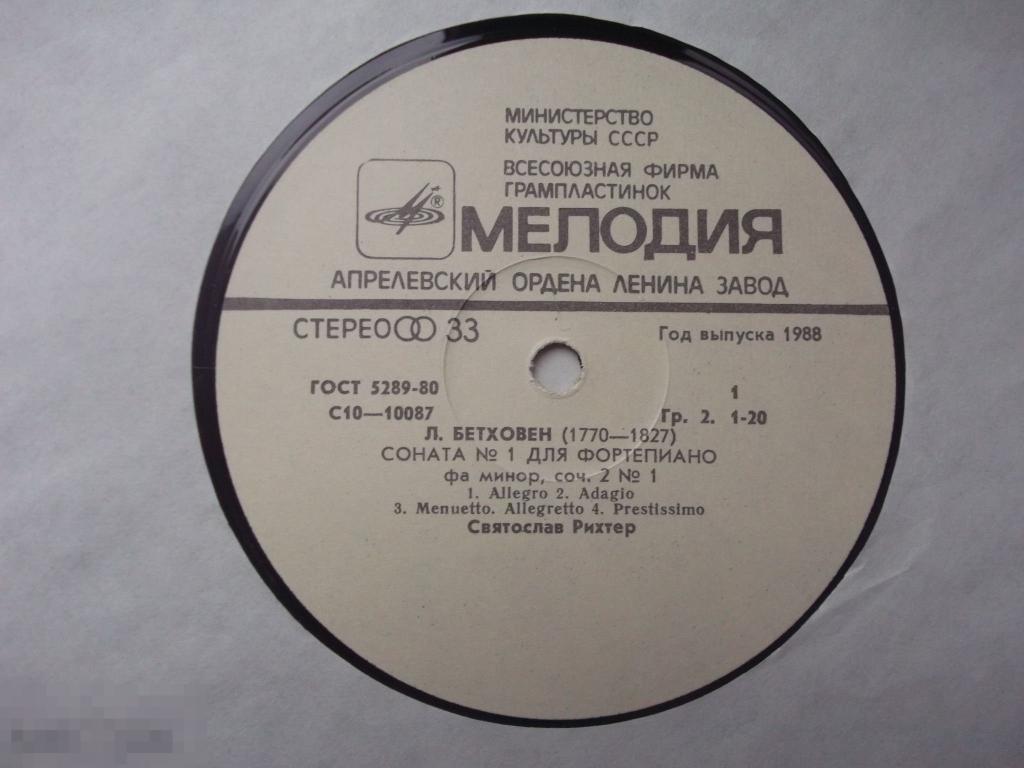 МИНИСТЕРСТВО
КУЛЬТУРЫ СССР
ВСЕСОЮЗНАЯ ФИРМА
ГРАМПЛАСТИНОК
® МЕЛОДИЯ
АПРЕЛЕВСКИЙ ОРДЕНА ЛЕНИНА ЗАВОД
СТЕРЕО 33 Год выпуска 1988
ГОСТ 5289-80 1
С10—10087 Гр. 2. 1-20
Л. БЕТХОВЕН (1770—1827)
СОНАТА № 1 ДЛЯ ФОРТЕПИАНО
фа минор, соч. 2 № 1
1. Allegro 2. Adagio
3. Menuetto. Allegretto 4. Prestissimo
Святослав Рихтер